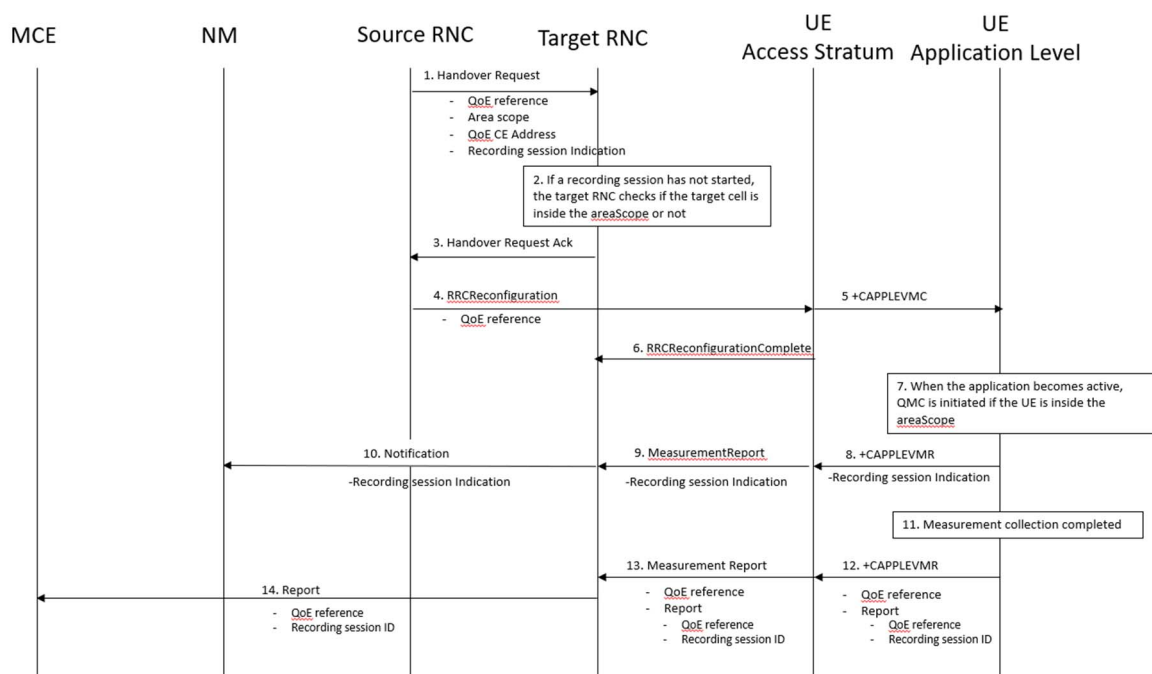 MCE
NM
Source RNC
Target RNC
UE
Access Stratum
UE
Application Level
1. Handover Request
- QoE reference
- Area scope
- QoE CE Address
- Recording session Indication
2. If a recording session has not started,
the target RNC checks if the target cell is
inside the areaScope or not
3. Handover Request Ack
4. RRCReconfiguration
- QoE reference
5 +CAPPLEVMC
6. RRCReconfigurationComplete
7. When the application becomes active,
QMC is initiated if the UE is inside the
areaScope
8. +CAPPLEVMR
-Recording session Indication
9. MeasurementReport
-Recording session Indication
10. Notification
-Recording session Indication
11. Measurement collection completed
12. +CAPPLEVMR
- QoE reference
- Report
- QoE reference
- Recording session ID
13. Measurement Report
- QoE reference
- Report
- QoE reference
- Recording session ID
14. Report
- QoE reference
- Recording session ID